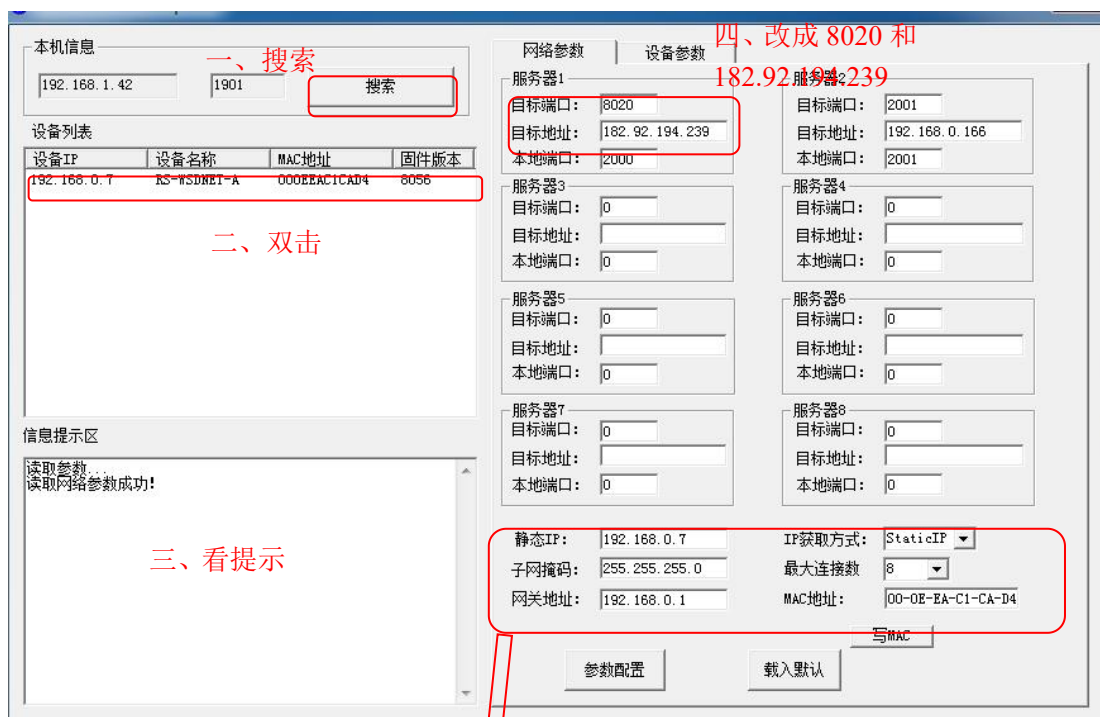 本机信息
一、搜索
192.168.1.42
1901
搜索
设备列表
设备IP 设备名称 MAC地址 固件版本
192.168.0.7 RS-WSDNET-A 000EEAC1CAD4 8056
二、双击
信息提示区
读取参数...
读取网络参数成功!
三、看提示
网络参数
设备参数
四、改成 8020 和
182.92.194.239
服务器1
目标端口: 8020
目标地址: 182.92.194.239
本地端口: 2000
服务器2
目标端口: 2001
目标地址: 192.168.0.166
本地端口: 2001
服务器3
目标端口: 0
目标地址:
本地端口: 0
服务器4
目标端口: 0
目标地址:
本地端口: 0
服务器5
目标端口: 0
目标地址:
本地端口: 0
服务器6
目标端口: 0
目标地址:
本地端口: 0
服务器7
目标端口: 0
目标地址:
本地端口: 0
服务器8
目标端口: 0
目标地址:
本地端口: 0
静态IP: 192.168.0.7
IP获取方式: StaticIP
子网掩码: 255.255.255.0
最大连接数 8
网关地址: 192.168.0.1
MAC地址: 00-0E-EA-C1-CA-D4
写MAC
参数配置
载入默认